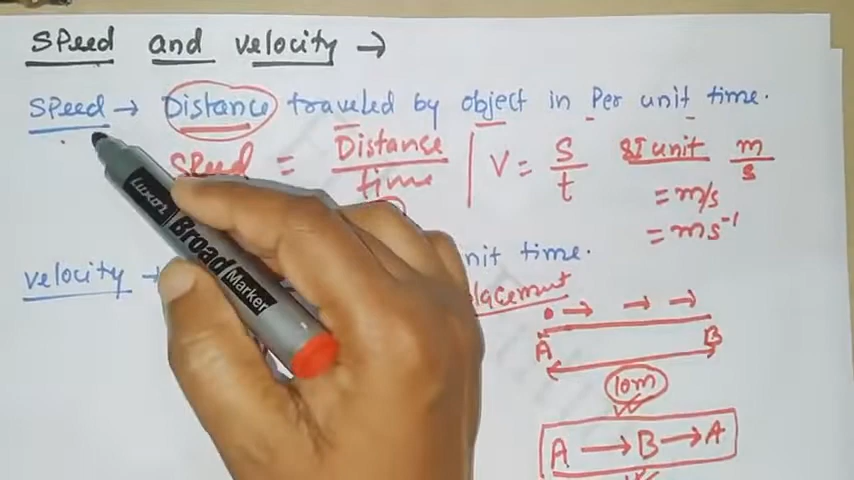 Speed and velocity →
Speed → Distance traveled by object in Per unit time.
Speed = Distance / time | V = S / t SI unit m / s
= m/s
= ms⁻¹
velocity → unit time.
placement
A → → → B
10m
A → B → A
Luxor Broad Marker